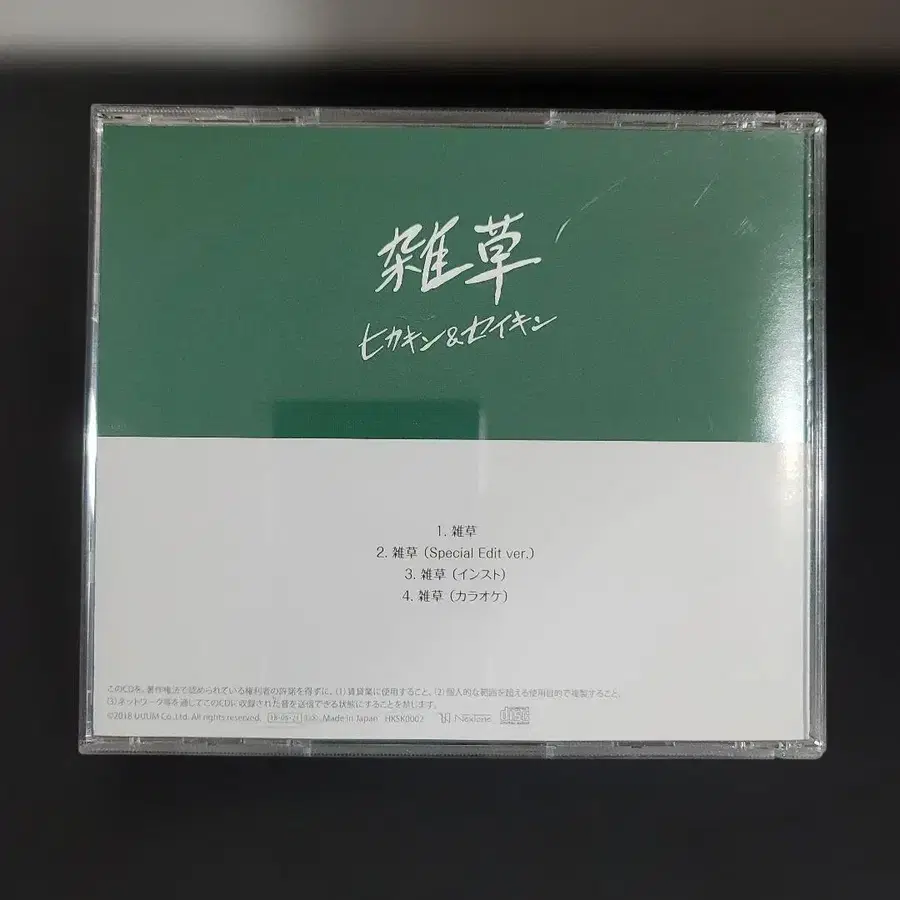 雑草
ヒカキン&セイキン
1. 雑草
2. 雑草 (Special Edit ver.)
3. 雑草 (インスト)
4. 雑草 (カラオケ)
このCDを、著作権法で認められている権利者の許諾を得ずに、(1)賃貸業に使用すること。(2)個人的な範囲を超える使用目的で複製すること。
(3)ネットワーク等を通じてこのCDに収録された音を送信できる状態にすることを禁じます。
©2018 UUUM Co.,Ltd. All rights reserved. 18·05·21 Made in Japan HKSK0002 Nextone